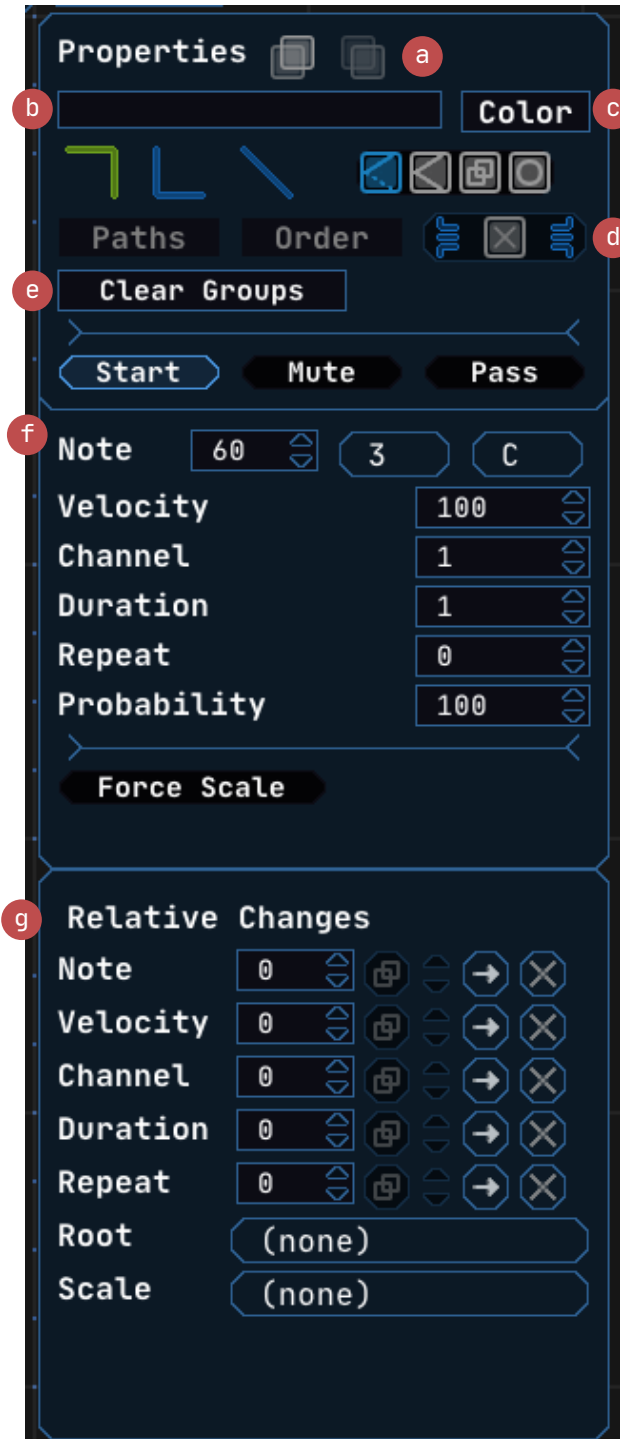 Properties a
b Color c
Paths Order d
e Clear Groups
Start Mute Pass
f Note 60 3 C
Velocity 100
Channel 1
Duration 1
Repeat 0
Probability 100
Force Scale
g Relative Changes
Note 0
Velocity 0
Channel 0
Duration 0
Repeat 0
Root (none)
Scale (none)